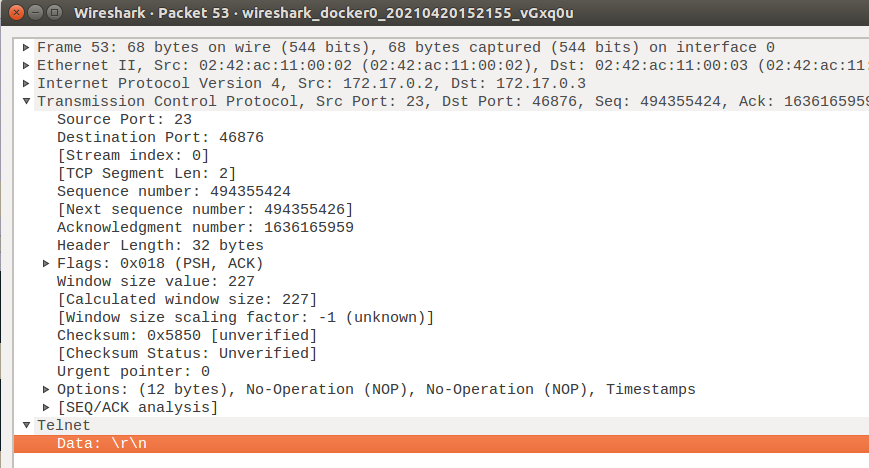 Wireshark · Packet 53 · wireshark_docker0_20210420152155_vGxq0u
Frame 53: 68 bytes on wire (544 bits), 68 bytes captured (544 bits) on interface 0
Ethernet II, Src: 02:42:ac:11:00:02 (02:42:ac:11:00:02), Dst: 02:42:ac:11:00:03 (02:42:ac:11:
Internet Protocol Version 4, Src: 172.17.0.2, Dst: 172.17.0.3
Transmission Control Protocol, Src Port: 23, Dst Port: 46876, Seq: 494355424, Ack: 1636165959
Source Port: 23
Destination Port: 46876
[Stream index: 0]
[TCP Segment Len: 2]
Sequence number: 494355424
[Next sequence number: 494355426]
Acknowledgment number: 1636165959
Header Length: 32 bytes
Flags: 0x018 (PSH, ACK)
Window size value: 227
[Calculated window size: 227]
[Window size scaling factor: -1 (unknown)]
Checksum: 0x5850 [unverified]
[Checksum Status: Unverified]
Urgent pointer: 0
Options: (12 bytes), No-Operation (NOP), No-Operation (NOP), Timestamps
[SEQ/ACK analysis]
Telnet
Data: \r\n